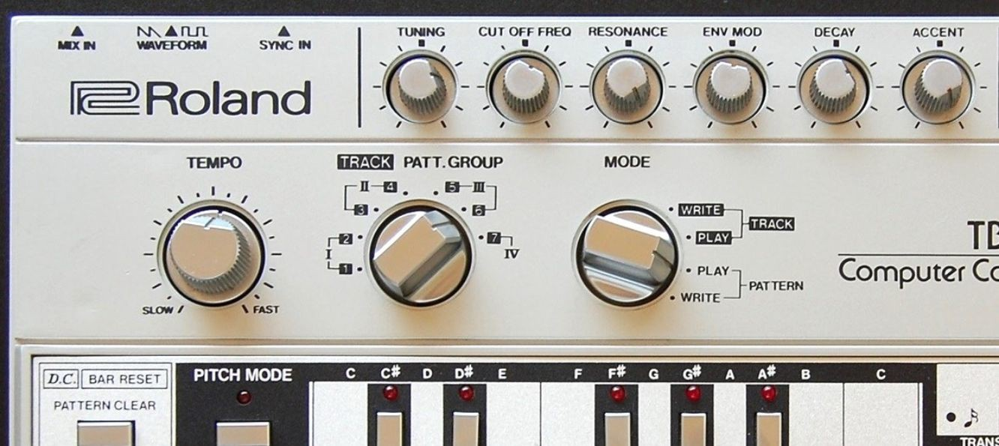 TUNING CUT OFF FREQ RESONANCE ENV MOD DECAY ACCENT
MIX IN WAVEFORM SYNC IN
Roland
TEMPO TRACK PATT. GROUP MODE
II 4 5 III
3 6 WRITE
TRACK
I 2 7 IV PLAY
1 PLAY
PATTERN
WRITE
SLOW FAST
TB
Computer Co
D.C. BAR RESET PITCH MODE C C# D D# E F F# G G# A A# B C
PATTERN CLEAR
TRANS